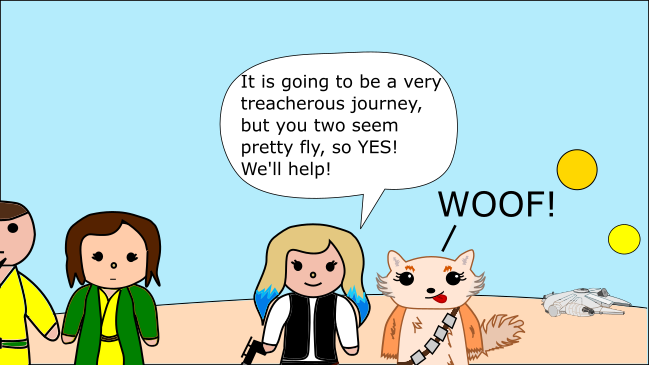 It is going to be a very
treacherous journey,
but you two seem
pretty fly, so YES!
We'll help!
WOOF!